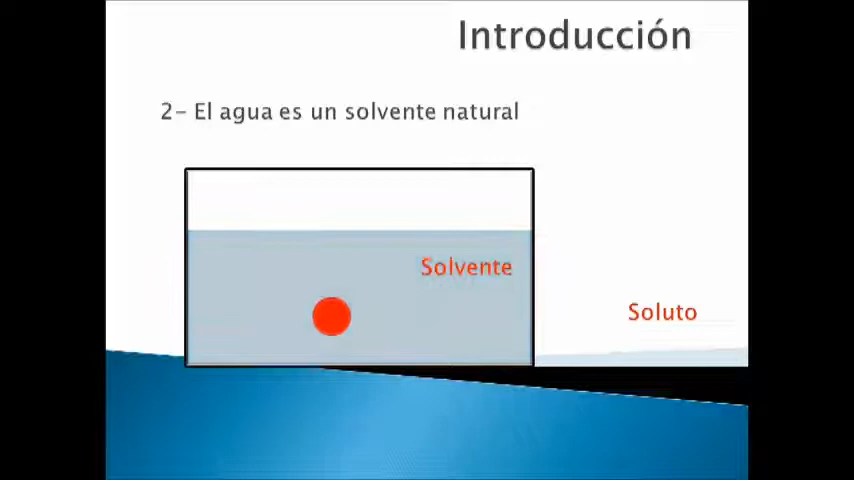 Introducción
2- El agua es un solvente natural
Solvente
Soluto